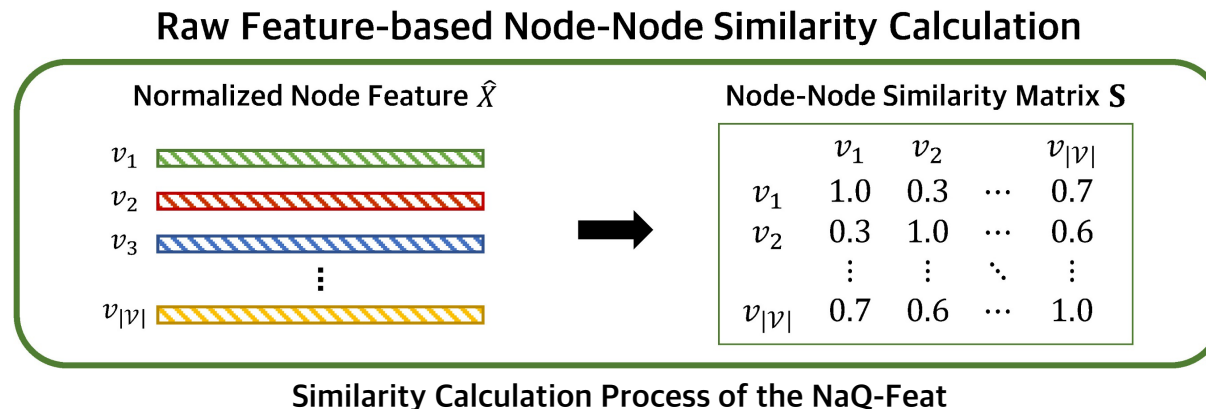 Raw Feature-based Node-Node Similarity Calculation
Normalized Node Feature X̂
v₁
v₂
v₃
⋮
v|𝒱|
Node-Node Similarity Matrix S
v₁ v₂ v|𝒱|
v₁ 1.0 0.3 ⋯ 0.7
v₂ 0.3 1.0 ⋯ 0.6
⋮ ⋮ ⋱ ⋮
v|𝒱| 0.7 0.6 ⋯ 1.0
Similarity Calculation Process of the NaQ-Feat